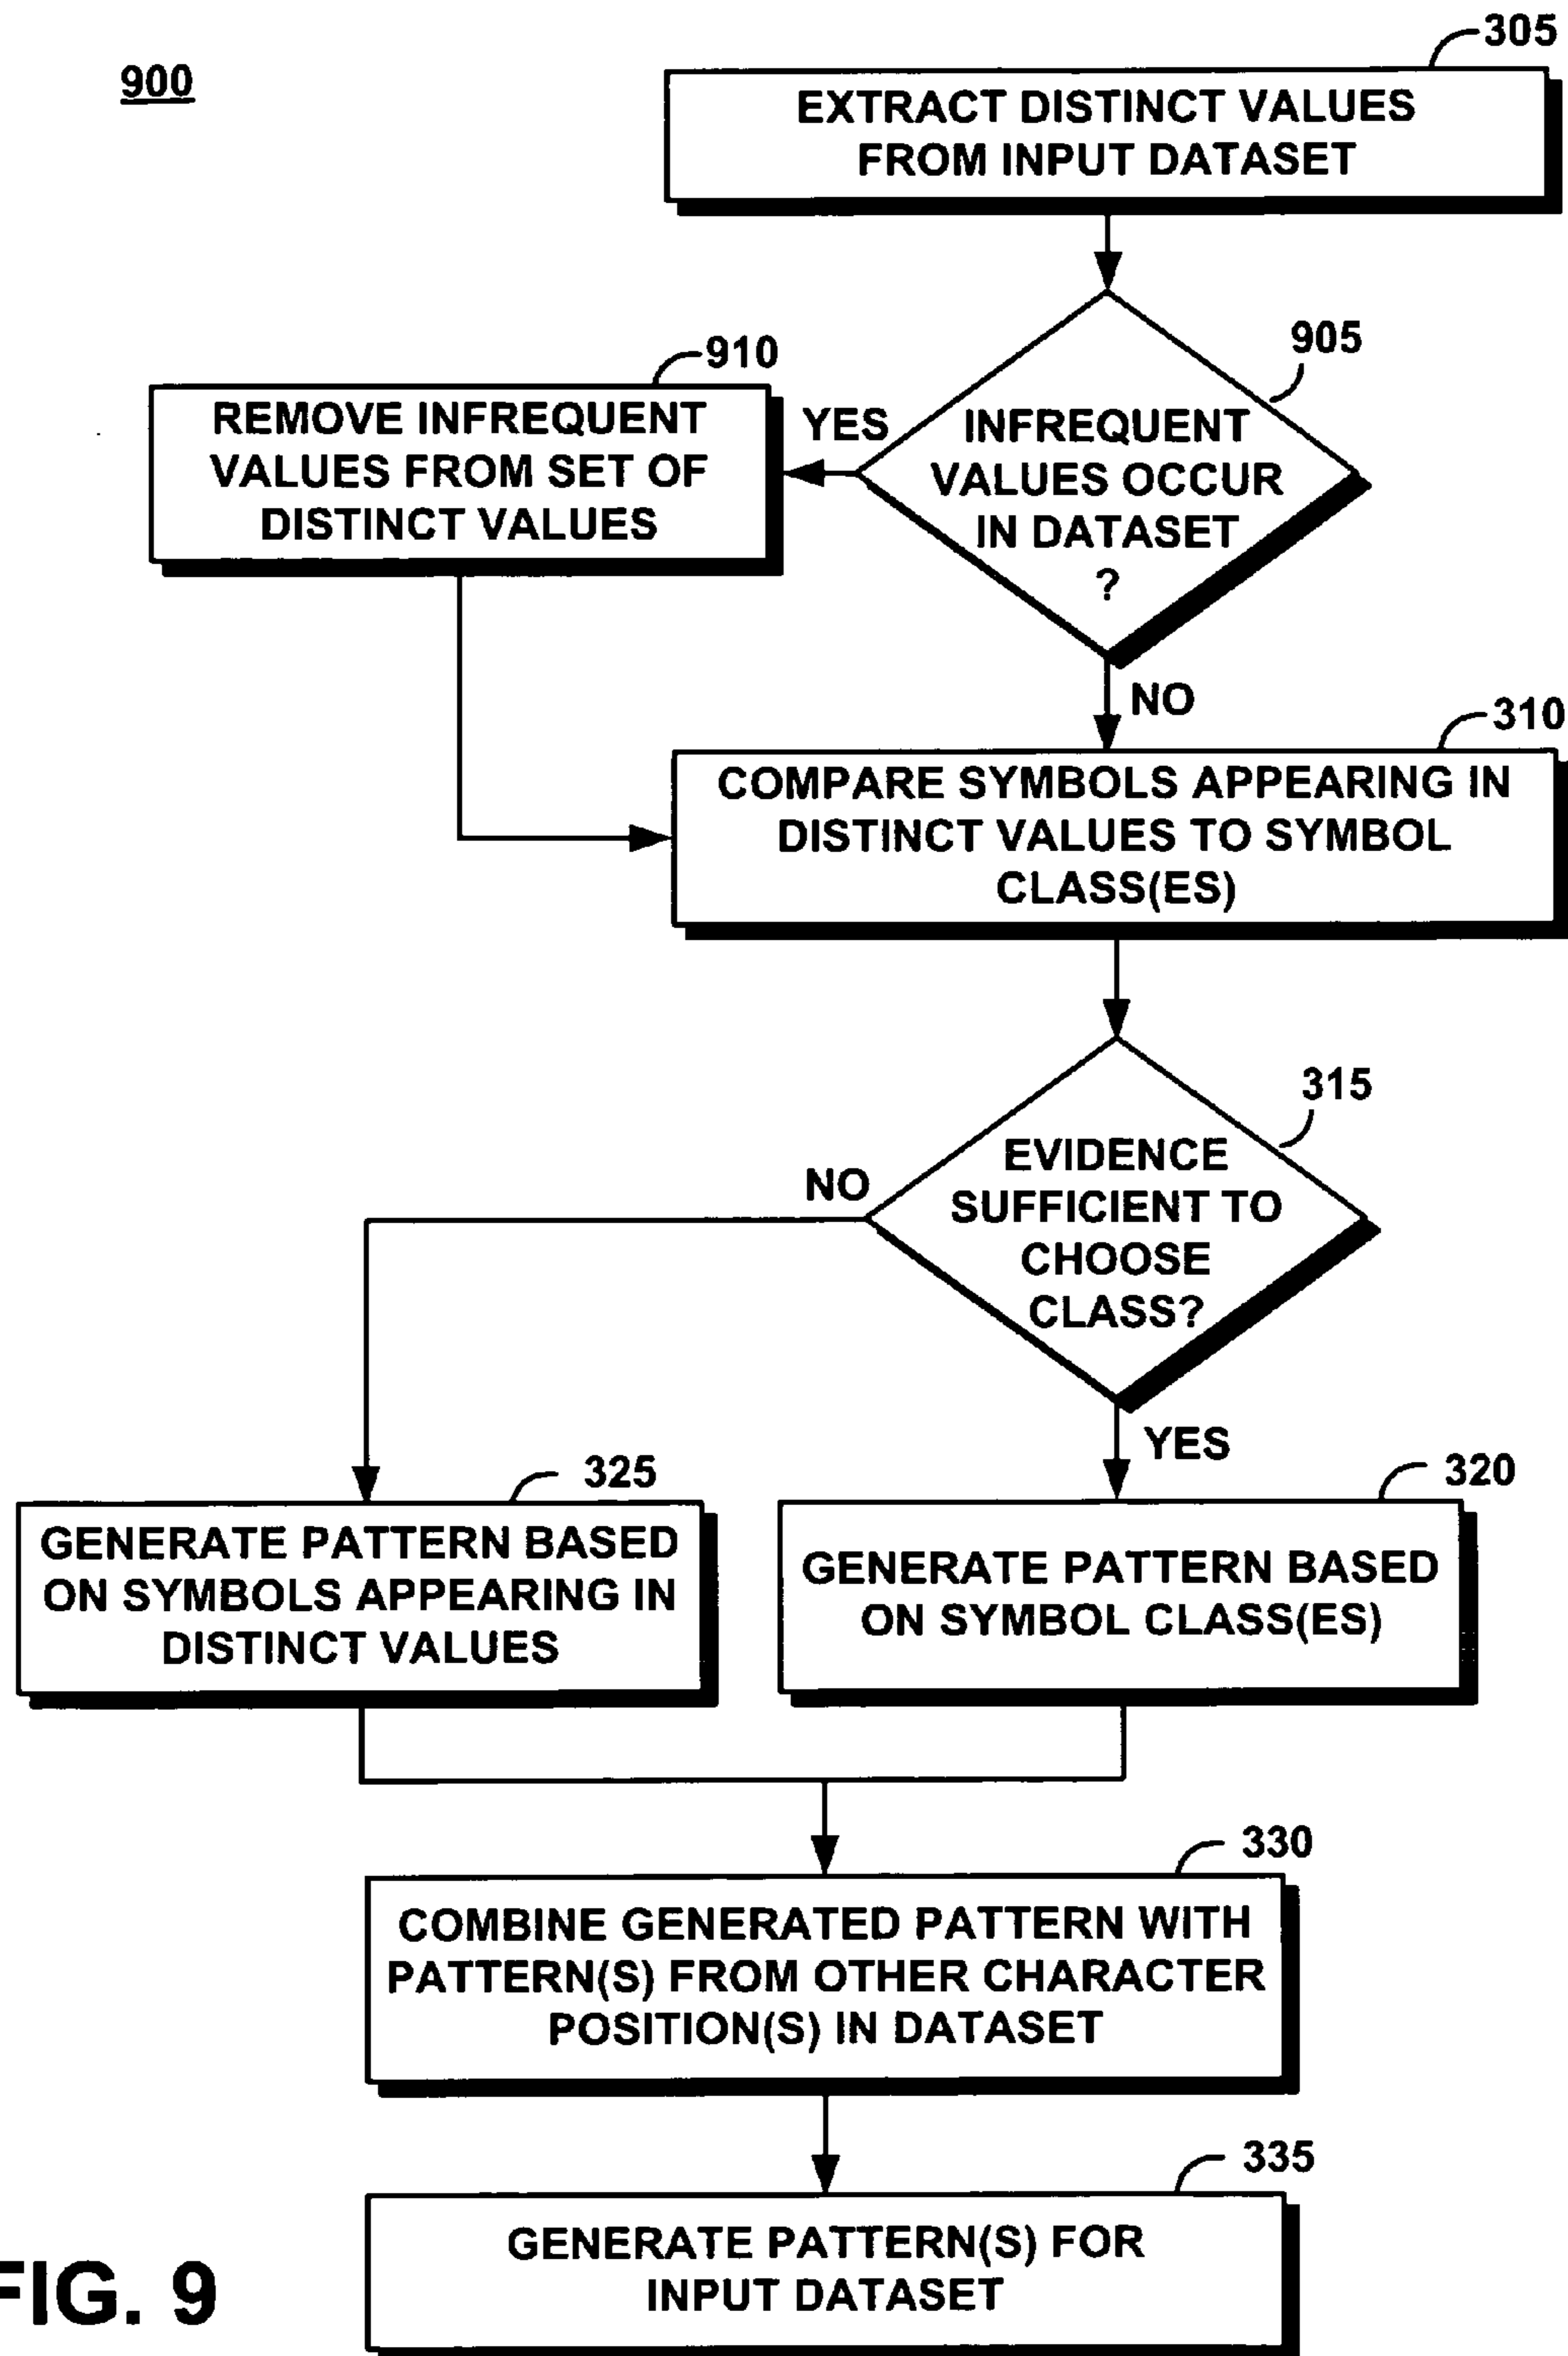 900
305
EXTRACT DISTINCT VALUES
FROM INPUT DATASET
905
INFREQUENT
VALUES OCCUR
IN DATASET
?
YES
910
REMOVE INFREQUENT
VALUES FROM SET OF
DISTINCT VALUES
NO
310
COMPARE SYMBOLS APPEARING IN
DISTINCT VALUES TO SYMBOL
CLASS(ES)
315
EVIDENCE
SUFFICIENT TO
CHOOSE
CLASS?
NO
YES
325
GENERATE PATTERN BASED
ON SYMBOLS APPEARING IN
DISTINCT VALUES
320
GENERATE PATTERN BASED
ON SYMBOL CLASS(ES)
330
COMBINE GENERATED PATTERN WITH
PATTERN(S) FROM OTHER CHARACTER
POSITION(S) IN DATASET
335
GENERATE PATTERN(S) FOR
INPUT DATASET
FIG. 9